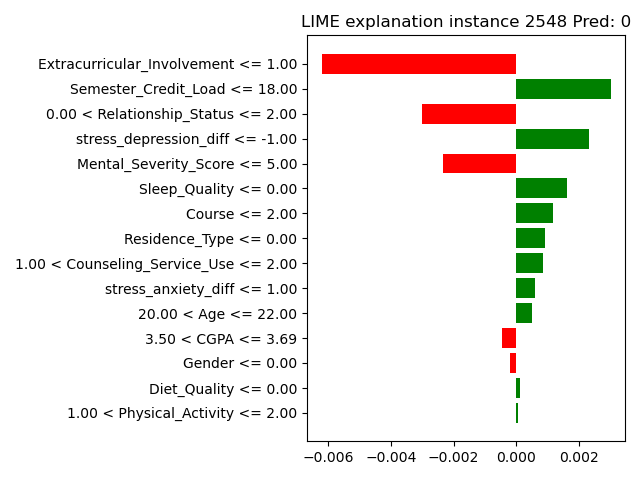 LIME explanation instance 2548 Pred: 0
Extracurricular_Involvement <= 1.00
Semester_Credit_Load <= 18.00
0.00 < Relationship_Status <= 2.00
stress_depression_diff <= -1.00
Mental_Severity_Score <= 5.00
Sleep_Quality <= 0.00
Course <= 2.00
Residence_Type <= 0.00
1.00 < Counseling_Service_Use <= 2.00
stress_anxiety_diff <= 1.00
20.00 < Age <= 22.00
3.50 < CGPA <= 3.69
Gender <= 0.00
Diet_Quality <= 0.00
1.00 < Physical_Activity <= 2.00
−0.006 −0.004 −0.002 0.000 0.002